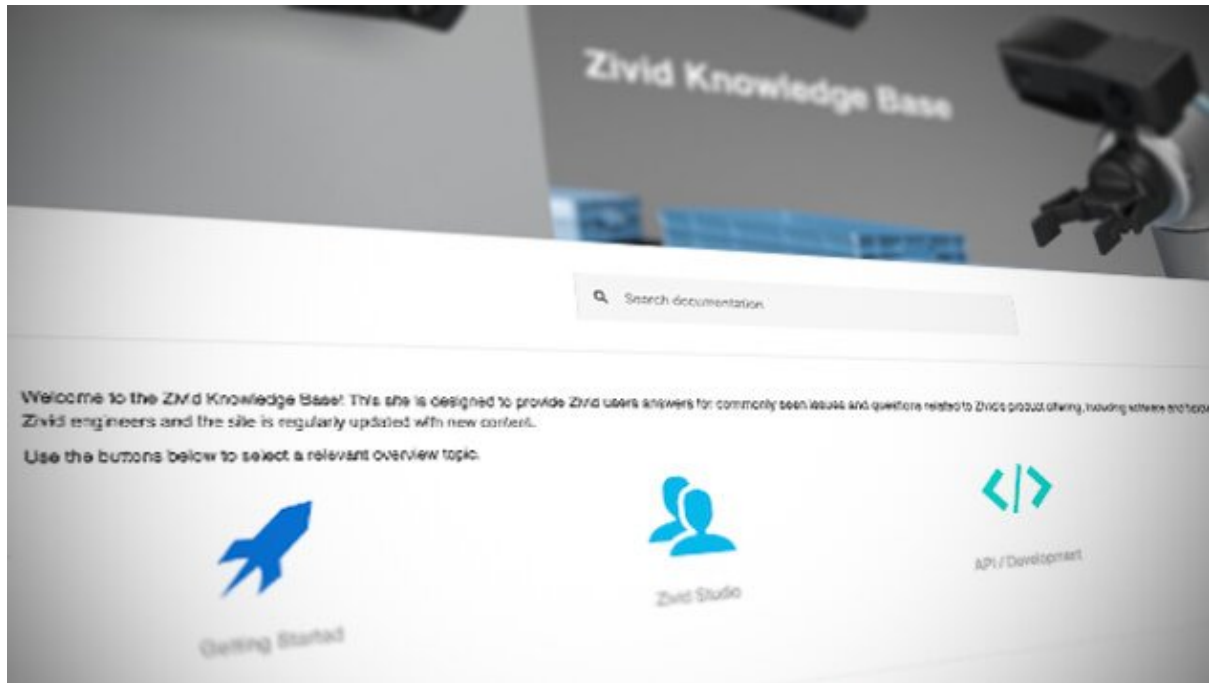 Zivid Knowledge Base
Search documentation
Welcome to the Zivid Knowledge Base! This site is designed to provide Zivid users answers for commonly seen issues and questions related to Zivid's product offering, including software and
Zivid engineers and the site is regularly updated with new content.
Use the buttons below to select a relevant overview topic.
</>
API / Development
Zivid Studio
Getting Started